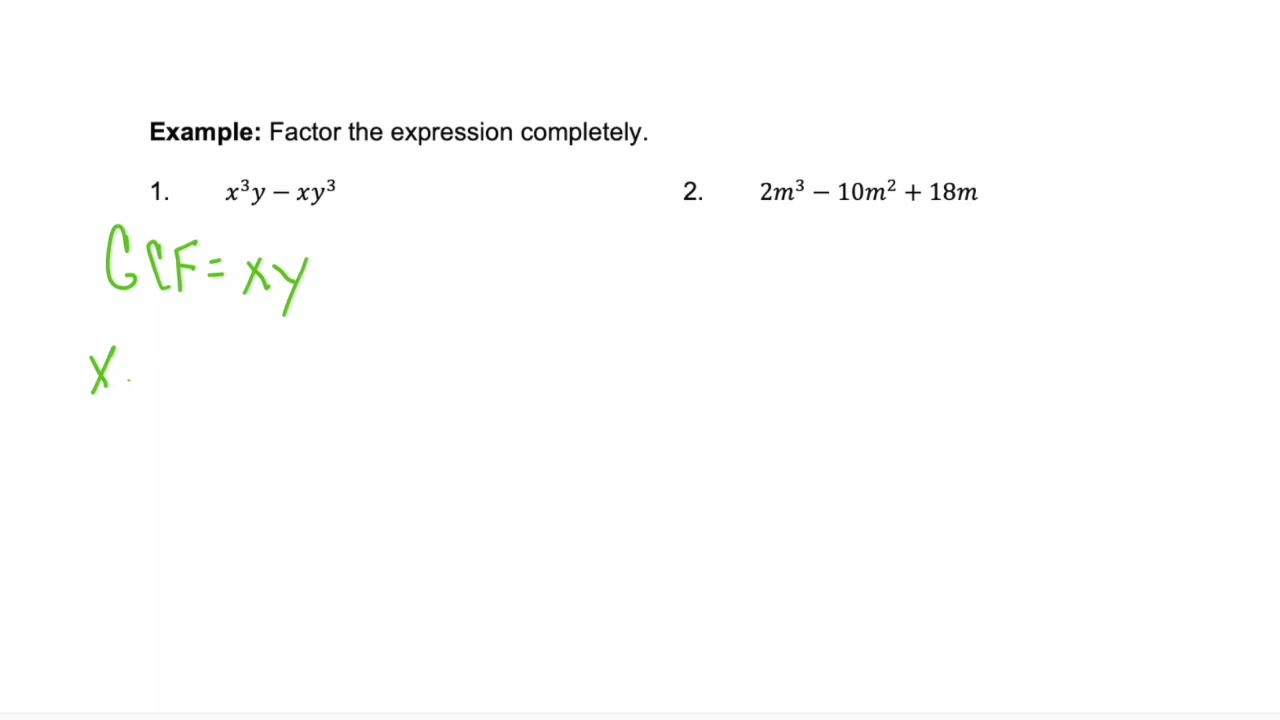 Example: Factor the expression completely.
1. x³y − xy³
2. 2m³ − 10m² + 18m
GCF = xy
x ·